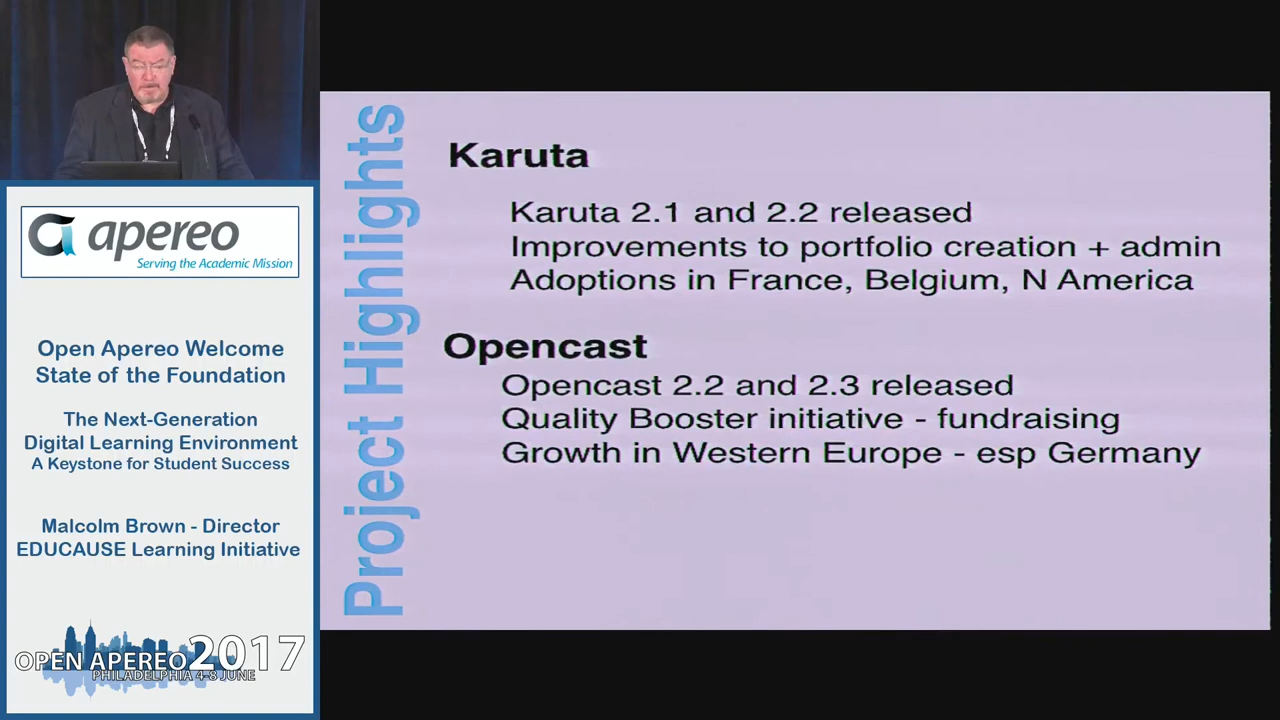 apereo
Serving the Academic Mission
Open Apereo Welcome
State of the Foundation
The Next-Generation
Digital Learning Environment
A Keystone for Student Success
Malcolm Brown - Director
EDUCAUSE Learning Initiative
OPEN APEREO 2017
PHILADELPHIA 4-8 JUNE
Project Highlights
Karuta
Karuta 2.1 and 2.2 released
Improvements to portfolio creation + admin
Adoptions in France, Belgium, N America
Opencast
Opencast 2.2 and 2.3 released
Quality Booster initiative - fundraising
Growth in Western Europe - esp Germany